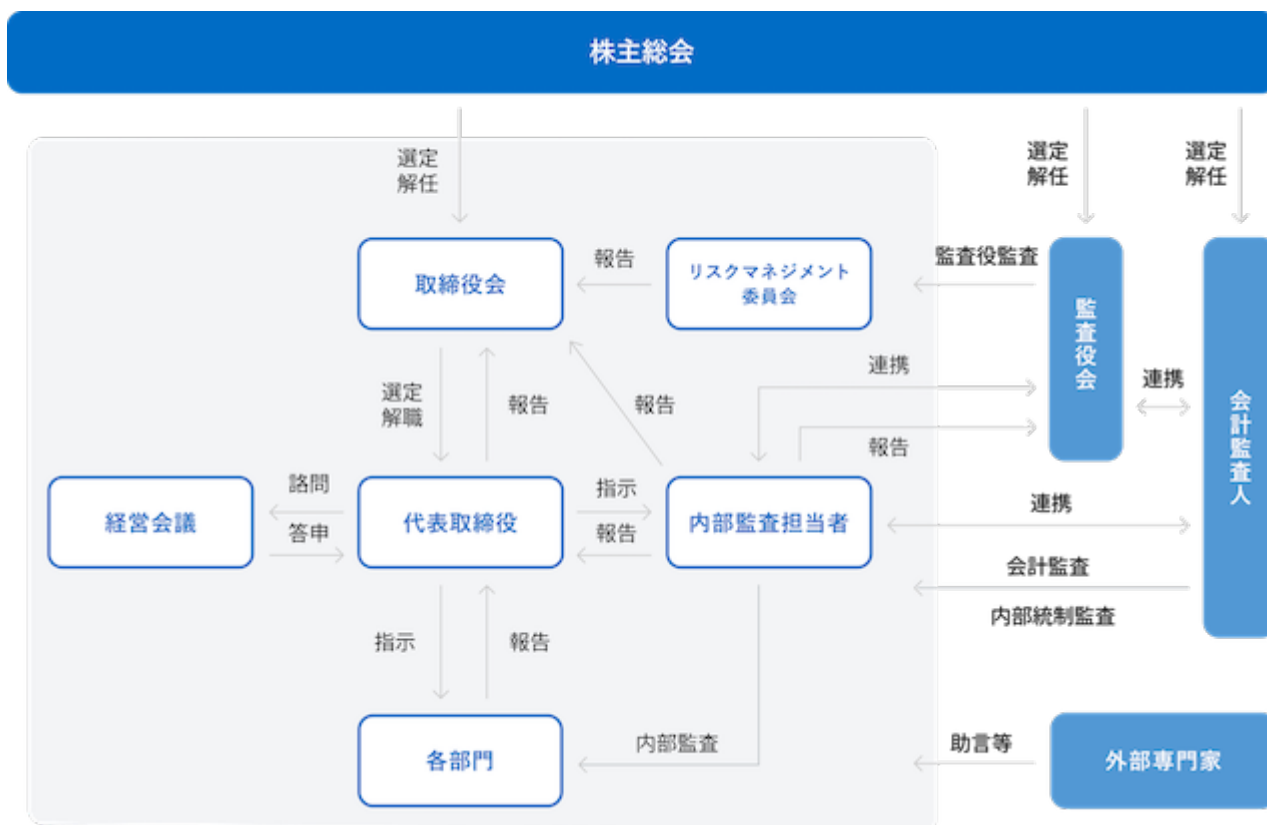 株主総会
選定
解任
選定
解任
選定
解任
取締役会
報告
リスクマネジメント
委員会
監査役監査
監査役会
連携
会計監査人
選定
解職
報告
報告
連携
報告
経営会議
諮問
答申
代表取締役
指示
報告
内部監査担当者
連携
会計監査
内部統制監査
指示
報告
各部門
内部監査
助言等
外部専門家